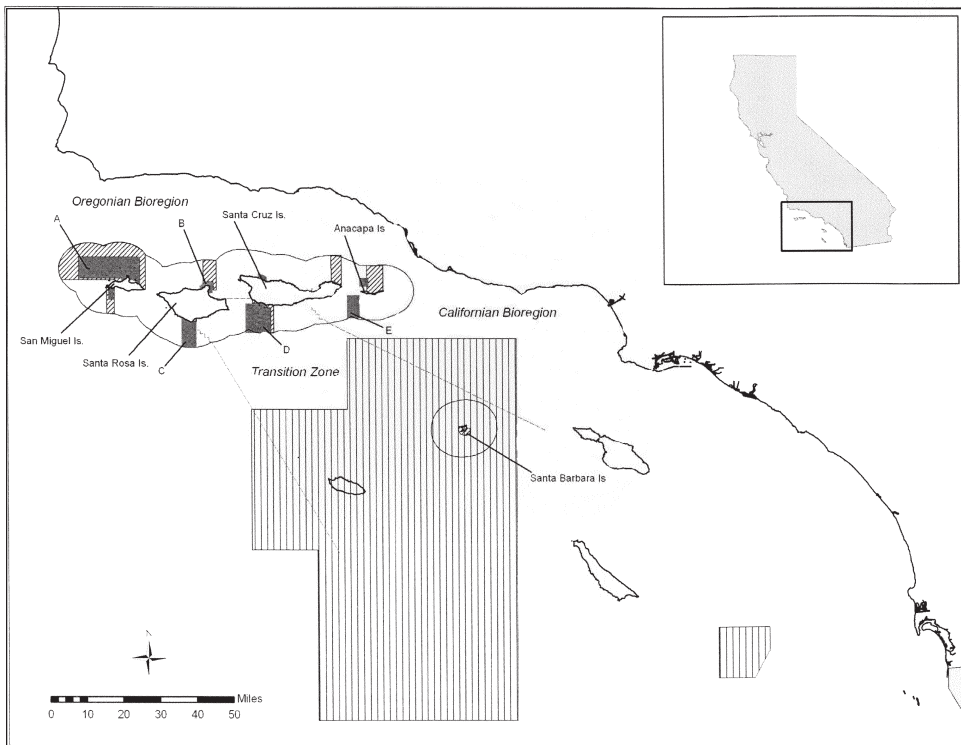 Oregonian Bioregion
A
B
Santa Cruz Is.
Anacapa Is
San Miguel Is.
Santa Rosa Is.
C
D
E
Californian Bioregion
Transition Zone
Santa Barbara Is
N
Miles
0 10 20 30 40 50